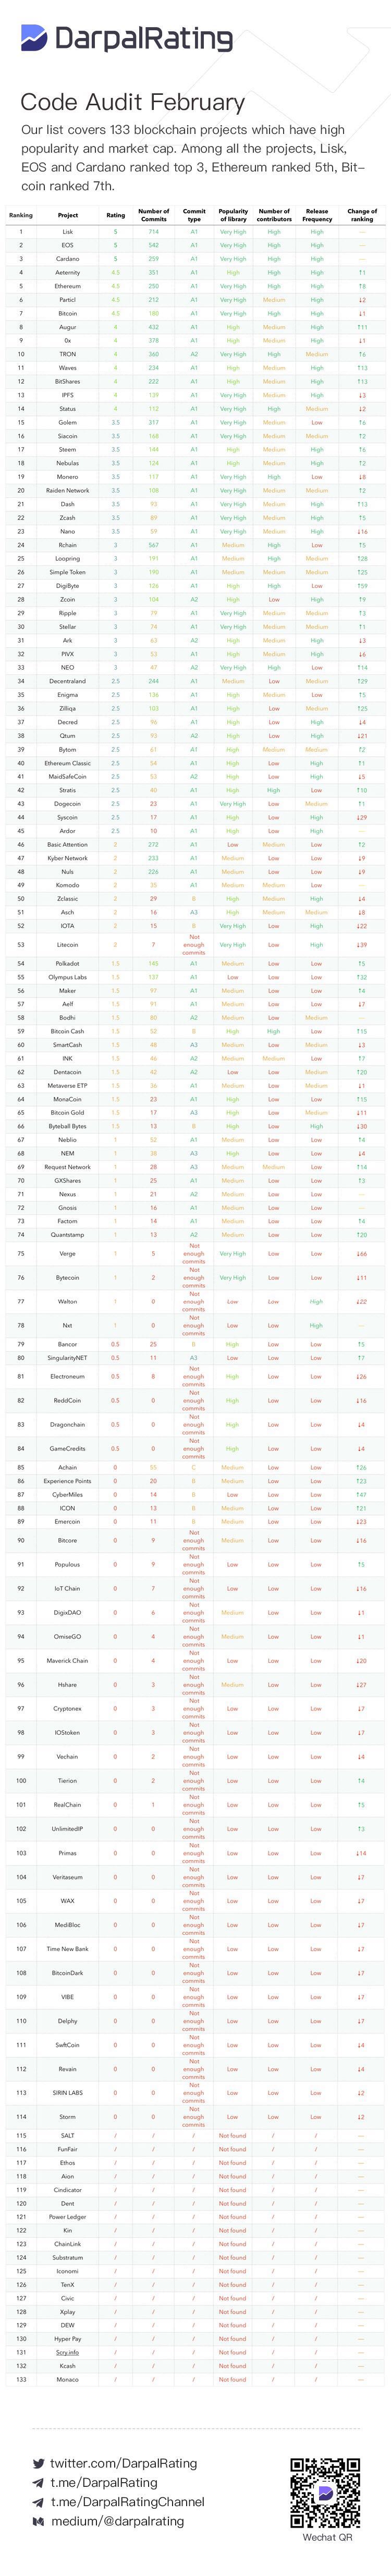 DarpalRating
Code Audit February
Our list covers 133 blockchain projects which have high
popularity and market cap. Among all the projects, Lisk,
EOS and Cardano ranked top 3, Ethereum ranked 5th, Bit-
coin ranked 7th.
Ranking Project Rating Number of Commits Commit type Popularity of library Number of contributors Release Frequency Change of ranking
1 Lisk 5 714 A1 Very High High High —
2 EOS 5 542 A1 Very High High High —
3 Cardano 5 259 A1 Very High High High —
4 Aeternity 4.5 351 A1 High High High ↑1
5 Ethereum 4.5 250 A1 Very High High High ↑8
6 Particl 4.5 212 A1 Very High Medium High ↓2
7 Bitcoin 4.5 180 A1 Very High High High ↓1
8 Augur 4 432 A1 High Medium High ↑11
9 0x 4 378 A1 High Medium High ↓1
10 TRON 4 360 A2 Very High High Medium ↑6
11 Waves 4 234 A1 High Medium High ↑13
12 BitShares 4 222 A1 High Medium High ↑13
13 IPFS 4 139 A1 Very High Medium High ↓3
14 Status 4 112 A1 Very High High Medium ↓2
15 Golem 3.5 317 A1 Very High Medium Low ↑6
16 Siacoin 3.5 168 A1 Very High Medium Medium ↑2
17 Steem 3.5 144 A1 High Medium High ↑6
18 Nebulas 3.5 124 A1 High Medium High ↑2
19 Monero 3.5 117 A1 Very High High Low ↓8
20 Raiden Network 3.5 108 A1 Very High Medium Medium ↑2
21 Dash 3.5 93 A1 Very High Medium High ↑13
22 Zcash 3.5 89 A1 Very High Medium High ↑5
23 Nano 3.5 59 A1 Very High Medium High ↓16
24 Rchain 3 567 A1 Medium High Low ↑5
25 Loopring 3 191 A1 Medium High Medium ↑28
26 Simple Token 3 190 A1 Medium Medium Medium ↑25
27 DigiByte 3 126 A1 High High Low ↑59
28 Zcoin 3 104 A2 High Low High ↑9
29 Ripple 3 79 A1 Very High Medium Medium ↑3
30 Stellar 3 74 A1 Very High Medium Medium ↑1
31 Ark 3 63 A2 High Medium High ↓3
32 PIVX 3 53 A1 High Medium High ↓6
33 NEO 3 47 A2 Very High High Low ↑14
34 Decentraland 2.5 244 A1 Medium Low Medium ↑29
35 Enigma 2.5 136 A1 High Medium Low ↑5
36 Zilliqa 2.5 103 A1 High Low Medium ↑25
37 Decred 2.5 96 A1 High Low High ↓4
38 Qtum 2.5 93 A2 High Low High ↓21
39 Bytom 2.5 61 A1 High Medium Medium ↑2
40 Ethereum Classic 2.5 54 A1 High Low High ↑1
41 MaidSafeCoin 2.5 53 A2 High Low High ↓5
42 Stratis 2.5 40 A1 High High Low ↑10
43 Dogecoin 2.5 23 A1 Very High Low Medium ↑1
44 Syscoin 2.5 17 A1 High Low High ↓29
45 Ardor 2.5 10 A1 High Low High —
46 Basic Attention 2 272 A1 Low Medium Low ↑2
47 Kyber Network 2 233 A1 Medium Low Low ↓9
48 Nuls 2 226 A1 Medium Low Low ↓9
49 Komodo 2 35 A1 Medium Medium Low —
50 Zclassic 2 29 B High Medium High ↓4
51 Asch 2 16 A3 High Medium Medium ↓8
52 IOTA 2 15 B Very High Low High ↓22
53 Litecoin 2 7 Not enough commits Very High Low High ↓39
54 Polkadot 1.5 145 A1 Medium Low Low ↑5
55 Olympus Labs 1.5 137 A1 Low Low Low ↑32
56 Maker 1.5 97 A1 Medium Low Low ↑4
57 Aelf 1.5 91 A1 Medium Low Low ↓7
58 Bodhi 1.5 80 A2 Medium Low Medium —
59 Bitcoin Cash 1.5 52 B High High Low ↑15
60 SmartCash 1.5 48 A3 Medium Low Medium ↓3
61 INK 1.5 46 A2 Medium Medium Low ↑7
62 Dentacoin 1.5 42 A2 Low Low Medium ↑20
63 Metaverse ETP 1.5 36 A1 Medium Low Medium ↓1
64 MonaCoin 1.5 23 A1 High Low Low ↑15
65 Bitcoin Gold 1.5 17 A3 High Low Medium ↓11
66 Byteball Bytes 1.5 13 B High Low High ↓30
67 Neblio 1 52 A1 Medium Low Low ↑4
68 NEM 1 38 A3 High Low Low ↓4
69 Request Network 1 28 A3 Medium Medium Low ↑14
70 GXShares 1 25 A1 Medium Low Low ↑3
71 Nexus 1 21 A2 Medium Low Low —
72 Gnosis 1 16 A1 Medium Low Low —
73 Factom 1 14 A1 Medium Low Low ↑4
74 Quantstamp 1 13 A2 Medium Low Low ↑20
75 Verge 1 5 Not enough commits Very High Low Low ↓66
76 Bytecoin 1 2 Not enough commits Very High Low Low ↓11
77 Walton 1 0 Not enough commits Low Low High ↓22
78 Nxt 1 0 Not enough commits Low Low High —
79 Bancor 0.5 25 B High Low Low ↑5
80 SingularityNET 0.5 11 A3 Low Low Low ↑7
81 Electroneum 0.5 8 Not enough commits High Low Low ↓26
82 ReddCoin 0.5 0 Not enough commits High Low Low ↓16
83 Dragonchain 0.5 0 Not enough commits High Low Low ↓4
84 GameCredits 0.5 0 Not enough commits High Low Low ↓4
85 Achain 0 55 C Medium Low Low ↑26
86 Experience Points 0 20 B Medium Low Low ↑23
87 CyberMiles 0 14 B Low Low Low ↑47
88 ICON 0 13 B Medium Low Low ↑21
89 Emercoin 0 11 B Medium Low Low ↓23
90 Bitcore 0 9 Not enough commits Medium Low Low ↓16
91 Populous 0 9 Not enough commits Low Low Low ↑5
92 IoT Chain 0 7 Not enough commits Low Low Low ↓16
93 DigixDAO 0 6 Not enough commits Medium Low Low ↓1
94 OmiseGO 0 4 Not enough commits Medium Low Low ↓1
95 Maverick Chain 0 4 Not enough commits Low Low Low ↓20
96 Hshare 0 3 Not enough commits Medium Low Low ↓27
97 Cryptonex 0 3 Not enough commits Low Low Low ↓7
98 IOStoken 0 3 Not enough commits Low Low Low ↓7
99 Vechain 0 2 Not enough commits Low Low Low ↓4
100 Tierion 0 2 Not enough commits Low Low Low ↑4
101 RealChain 0 1 Not enough commits Low Low Low ↑5
102 UnlimitedIP 0 0 Not enough commits Low Low Low ↑3
103 Primas 0 0 Not enough commits Low Low Low ↓14
104 Veritaseum 0 0 Not enough commits Low Low Low ↓7
105 WAX 0 0 Not enough commits Low Low Low ↓7
106 MediBloc 0 0 Not enough commits Low Low Low ↓7
107 Time New Bank 0 0 Not enough commits Low Low Low ↓7
108 BitcoinDark 0 0 Not enough commits Low Low Low ↓7
109 VIBE 0 0 Not enough commits Low Low Low ↓7
110 Delphy 0 0 Not enough commits Low Low Low ↓7
111 SwftCoin 0 0 Not enough commits Low Low Low ↓4
112 Revain 0 0 Not enough commits Low Low Low ↓4
113 SIRIN LABS 0 0 Not enough commits Low Low Low ↓2
114 Storm 0 0 Not enough commits Low Low Low ↓2
115 SALT / / / Not found / / —
116 FunFair / / / Not found / / —
117 Ethos / / / Not found / / —
118 Aion / / / Not found / / —
119 Cindicator / / / Not found / / —
120 Dent / / / Not found / / —
121 Power Ledger / / / Not found / / —
122 Kin / / / Not found / / —
123 ChainLink / / / Not found / / —
124 Substratum / / / Not found / / —
125 Iconomi / / / Not found / / —
126 TenX / / / Not found / / —
127 Civic / / / Not found / / —
128 Xplay / / / Not found / / —
129 DEW / / / Not found / / —
130 Hyper Pay / / / Not found / / —
131 Scry.info / / / Not found / / —
132 Kcash / / / Not found / / —
133 Monaco / / / Not found / / —
twitter.com/DarpalRating
t.me/DarpalRating
t.me/DarpalRatingChannel
medium/@darpalrating
Wechat QR